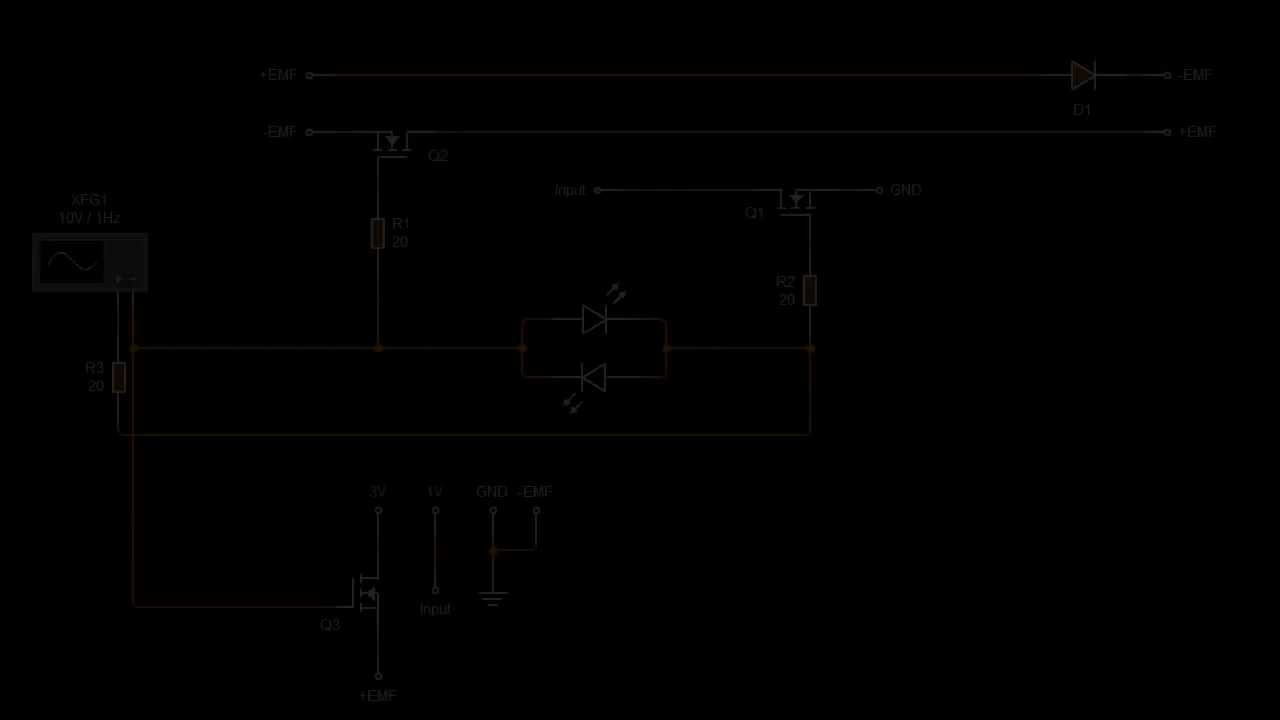 +EMF
-EMF
D1
-EMF
+EMF
Q2
Input
GND
Q1
XFG1
10V / 1Hz
R1
20
R2
20
R3
20
3V
1V
GND
-EMF
Input
Q3
+EMF